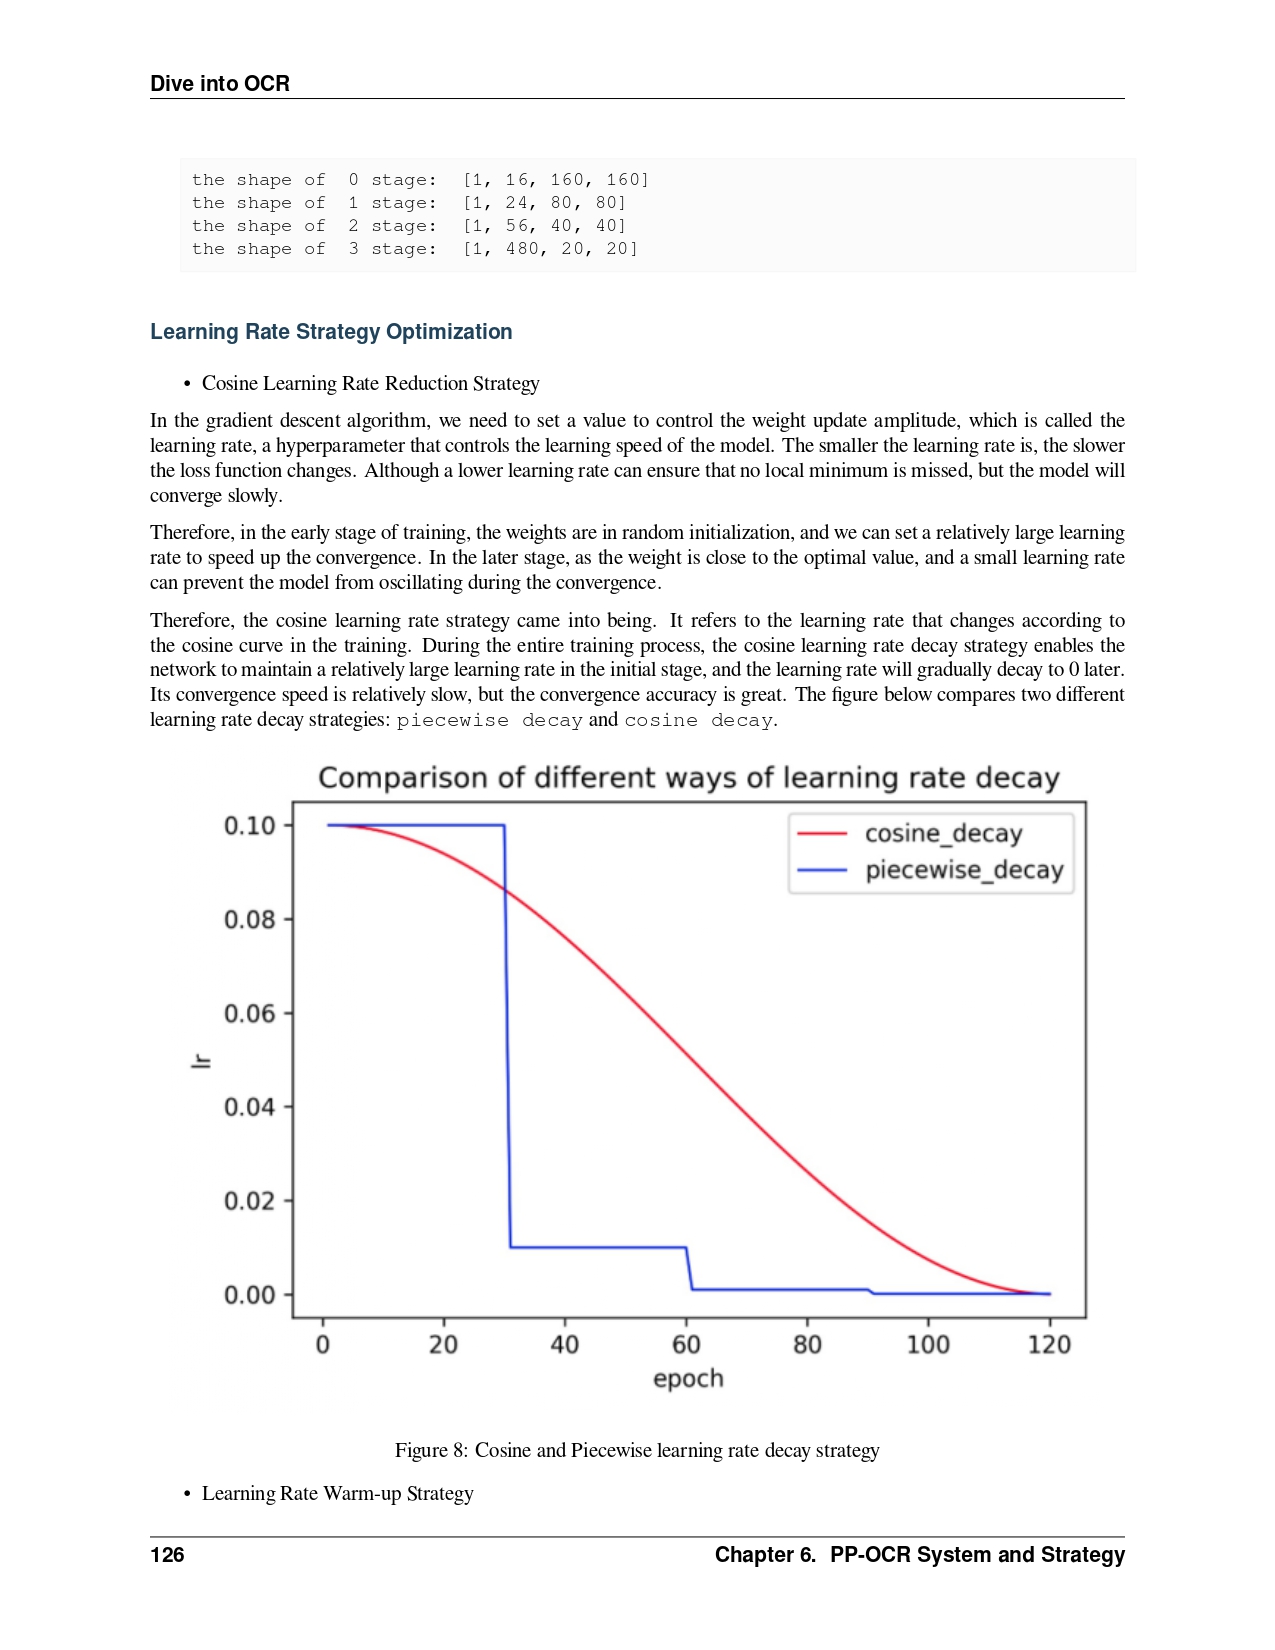 Dive into OCR
the shape of  0 stage:  [1, 16, 160, 160]
the shape of  1 stage:  [1, 24, 80, 80]
the shape of  2 stage:  [1, 56, 40, 40]
the shape of  3 stage:  [1, 480, 20, 20]
Learning Rate Strategy Optimization
• Cosine Learning Rate Reduction Strategy
In the gradient descent algorithm, we need to set a value to control the weight update amplitude, which is called the
learning rate, a hyperparameter that controls the learning speed of the model. The smaller the learning rate is, the slower
the loss function changes. Although a lower learning rate can ensure that no local minimum is missed, but the model will
converge slowly.
Therefore, in the early stage of training, the weights are in random initialization, and we can set a relatively large learning
rate to speed up the convergence. In the later stage, as the weight is close to the optimal value, and a small learning rate
can prevent the model from oscillating during the convergence.
Therefore, the cosine learning rate strategy came into being. It refers to the learning rate that changes according to
the cosine curve in the training. During the entire training process, the cosine learning rate decay strategy enables the
network to maintain a relatively large learning rate in the initial stage, and the learning rate will gradually decay to 0 later.
Its convergence speed is relatively slow, but the convergence accuracy is great. The figure below compares two different
learning rate decay strategies: piecewise decay and cosine decay.
Comparison of different ways of learning rate decay
cosine_decay
piecewise_decay
0.10
0.08
0.06
0.04
0.02
0.00
lr
0 20 40 60 80 100 120
epoch
Figure 8: Cosine and Piecewise learning rate decay strategy
• Learning Rate Warm-up Strategy
126 Chapter 6. PP-OCR System and Strategy